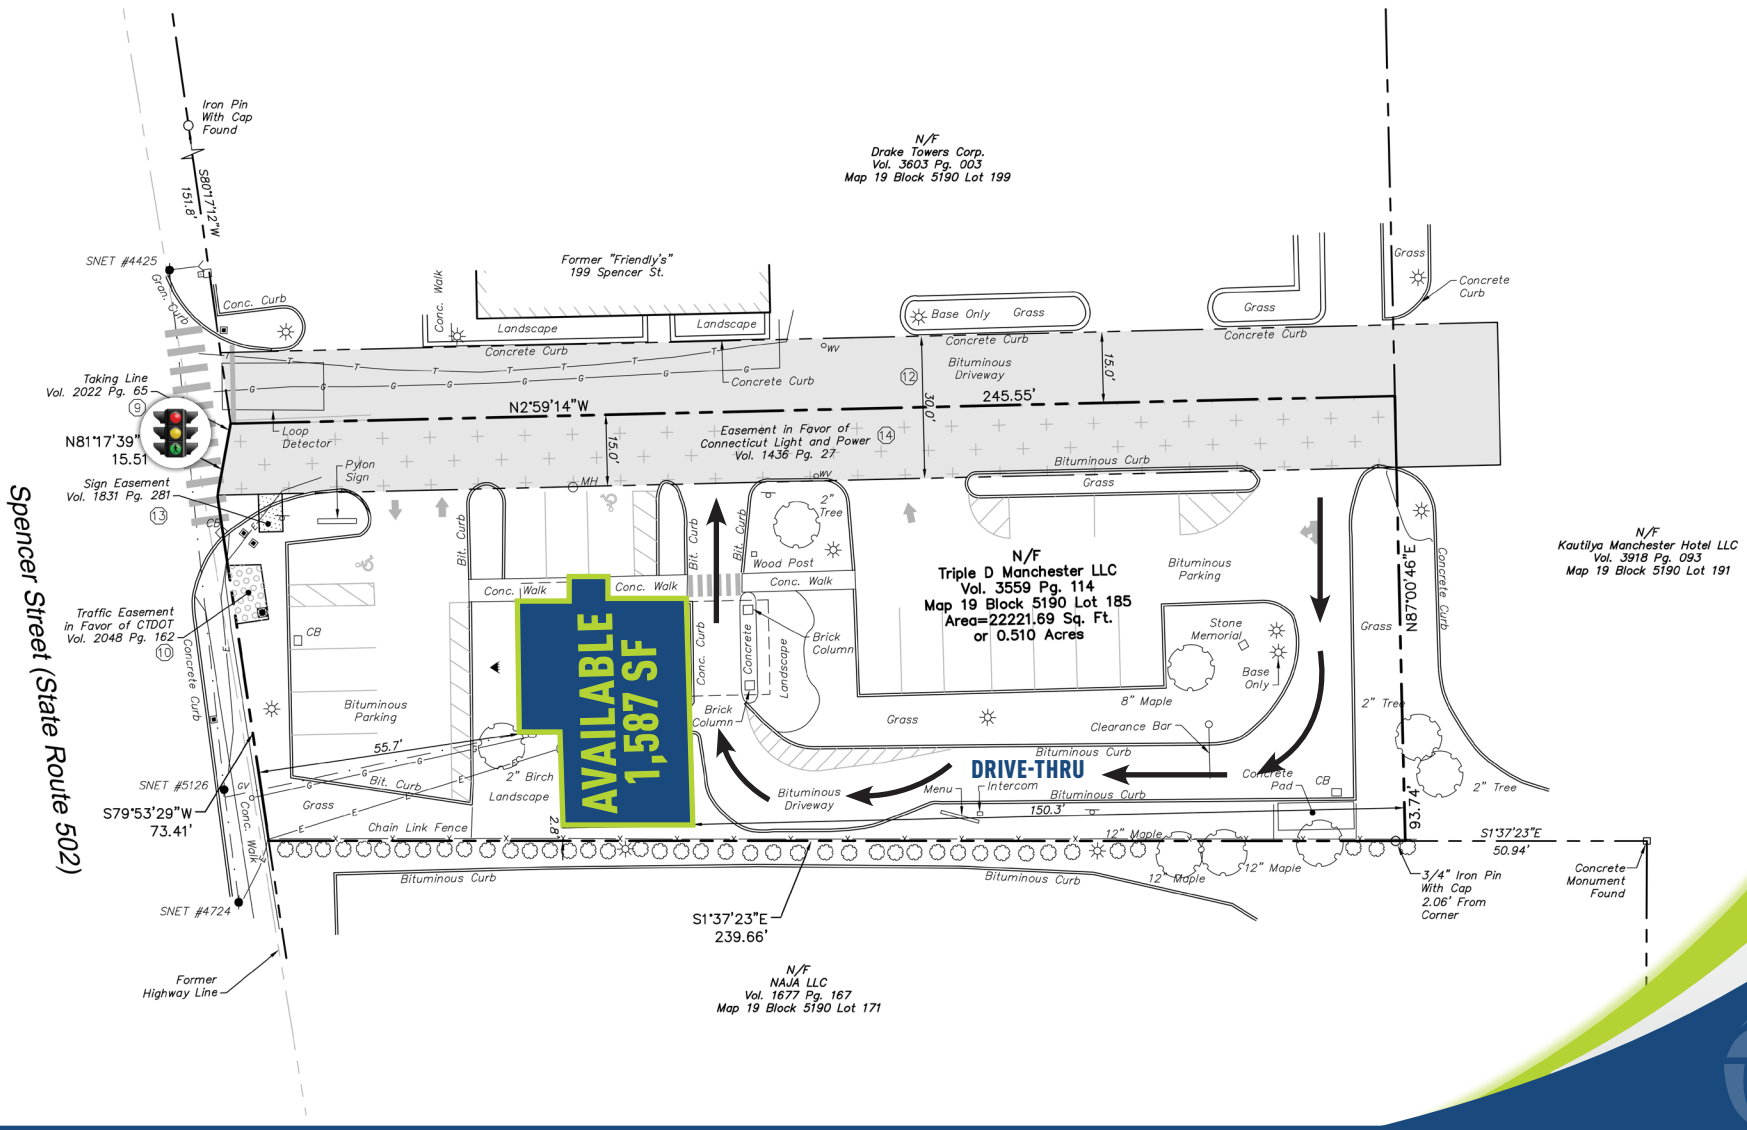 Iron Pin
With Cap
Found
S80°17'12"W
151.8'
N/F
Drake Towers Corp.
Vol. 3603 Pg. 003
Map 19 Block 5190 Lot 199
SNET #4425
Gran. Curb
Conc. Curb
Conc. Walk
Former "Friendly's"
199 Spencer St.
Landscape
Landscape
Concrete Curb
Concrete Curb
WV
Base Only
Grass
Concrete Curb
Grass
Concrete Curb
Grass
Concrete
Curb
Bituminous
Driveway
15.0'
12
30.0'
T
T
T
T
T
T
G
G
G
G
G
G
Taking Line
Vol. 2022 Pg. 65
9
N81°17'39"
15.51
N2°59'14"W
245.55'
Loop
Detector
15.0'
Easement in Favor of
Connecticut Light and Power
Vol. 1436 Pg. 27
14
WV
MH
Pylon
Sign
Sign Easement
Vol. 1831 Pg. 281
13
CB
Bituminous Curb
Grass
Spencer Street (State Route 502)
Bit. Curb
Bit. Curb
Bit. Curb
2"
Tree
Wood Post
Conc. Walk
Conc. Walk
Conc. Walk
N/F
Triple D Manchester LLC
Vol. 3559 Pg. 114
Map 19 Block 5190 Lot 185
Area=22221.69 Sq. Ft.
or 0.510 Acres
Bituminous
Parking
N/F
Kautilya Manchester Hotel LLC
Vol. 3918 Pg. 093
Map 19 Block 5190 Lot 191
N87°00'46"E
Concrete Curb
Grass
Traffic Easement
in Favor of CTDOT
Vol. 2048 Pg. 162
10
CB
Concrete Curb
AVAILABLE
1,587 SF
Conc. Curb
Concrete
Landscape
Brick
Column
Brick
Column
Stone
Memorial
Base
Only
8" Maple
2" Tree
Bituminous
Parking
Grass
Clearance Bar
55.7'
Bituminous Curb
DRIVE-THRU
Concrete
Pad
CB
2" Tree
SNET #5126
GV
G
G
G
Bit. Curb
E
E
E
E
E
E
E
2" Birch
Landscape
Bituminous
Driveway
Menu
Intercom
Bituminous Curb
150.3'
93.74'
S79°53'29"W
73.41'
Grass
Conc. Walk
Chain Link Fence
2.8'
12" Maple
12" Maple
12" Maple
S1°37'23"E
50.94'
Bituminous Curb
Bituminous Curb
3/4" Iron Pin
With Cap
2.06' From
Corner
Concrete
Monument
Found
SNET #4724
S1°37'23"E
239.66'
Former
Highway Line
N/F
NAJA LLC
Vol. 1677 Pg. 167
Map 19 Block 5190 Lot 171